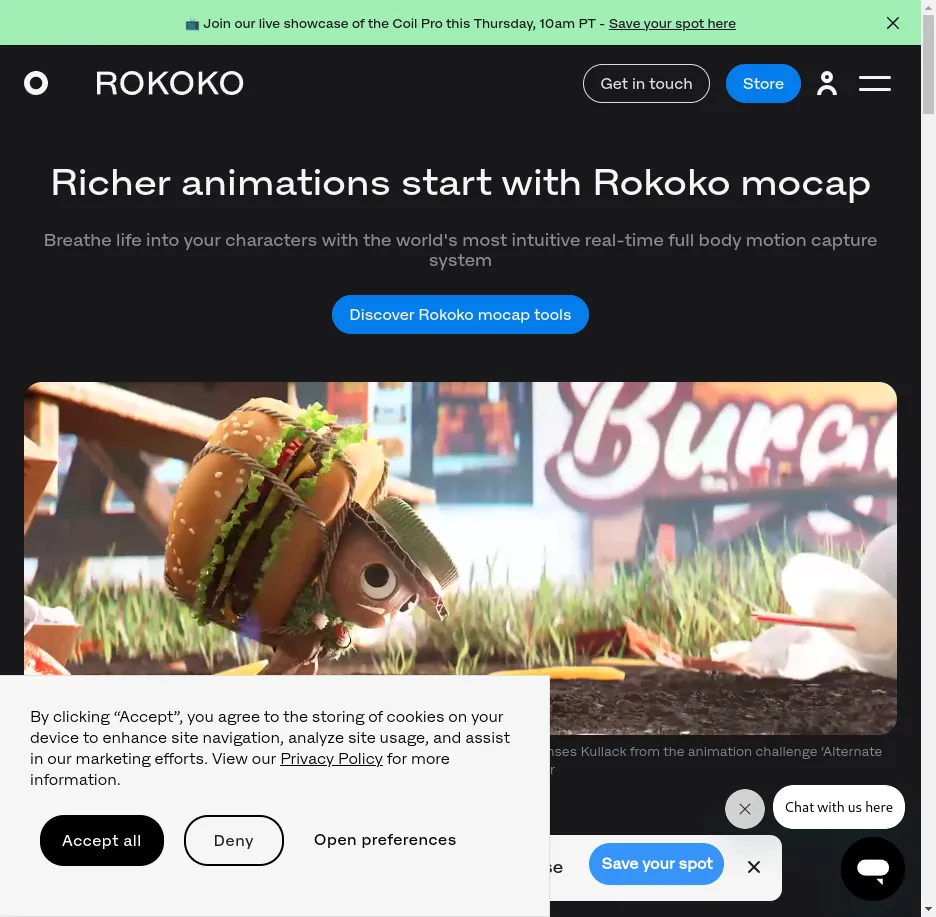 Join our live showcase of the Coil Pro this Thursday, 10am PT - Save your spot here
ROKOKO
Get in touch
Store
Richer animations start with Rokoko mocap
Breathe life into your characters with the world's most intuitive real-time full body motion capture
system
Discover Rokoko mocap tools
Burg
Kullack from the animation challenge ‘Alternate
By clicking “Accept”, you agree to the storing of cookies on your
device to enhance site navigation, analyze site usage, and assist
in our marketing efforts. View our Privacy Policy for more
information.
Accept all
Deny
Open preferences
Chat with us here
Save your spot